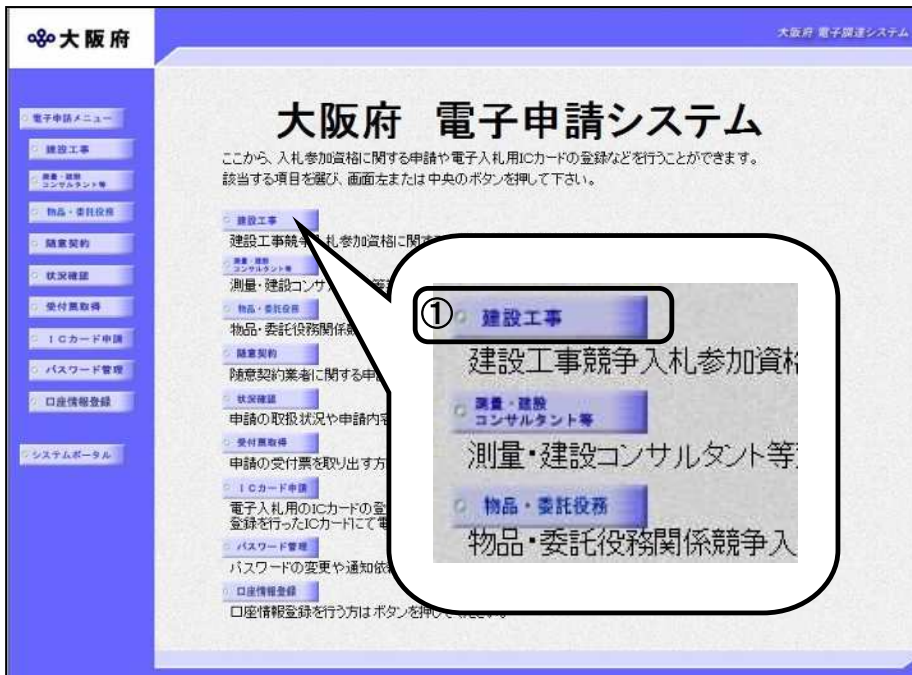 大阪府
大阪府 電子調達システム
電子申請メニュー
建設工事
測量・建設
コンサルタント等
物品・委託役務
随意契約
状況確認
受付票取得
ICカード申請
パスワード管理
口座情報登録
システムポータル
大阪府 電子申請システム
ここから、入札参加資格に関する申請や電子入札用ICカードの登録などを行うことができます。
該当する項目を選び、画面左または中央のボタンを押して下さい。
建設工事
建設工事競争入札参加資格に関す
測量・建設
コンサルタント等
測量・建設コンサ
物品・委託役務
物品・委託役務関係
随意契約
随意契約業者に関する申
状況確認
申請の取扱状況や申請内容
受付票取得
申請の受付票を取り出す方
ICカード申請
電子入札用のICカードの登
登録を行ったICカードにて電
パスワード管理
パスワードの変更や通知依
口座情報登録
口座情報登録を行う方はボタンを押
①
建設工事
建設工事競争入札参加資格
測量・建設
コンサルタント等
測量・建設コンサルタント等
物品・委託役務
物品・委託役務関係競争入